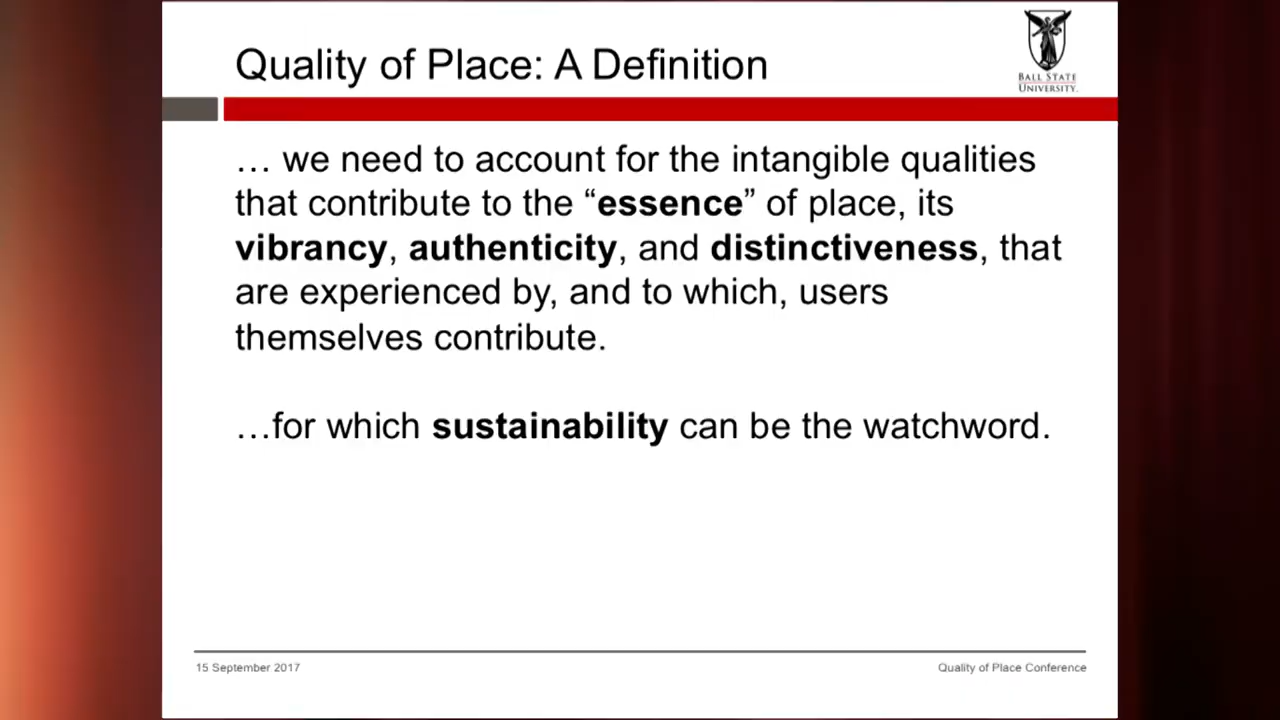 Quality of Place: A Definition
BALL STATE
UNIVERSITY.
… we need to account for the intangible qualities
that contribute to the “essence” of place, its
vibrancy, authenticity, and distinctiveness, that
are experienced by, and to which, users
themselves contribute.
…for which sustainability can be the watchword.
15 September 2017
Quality of Place Conference